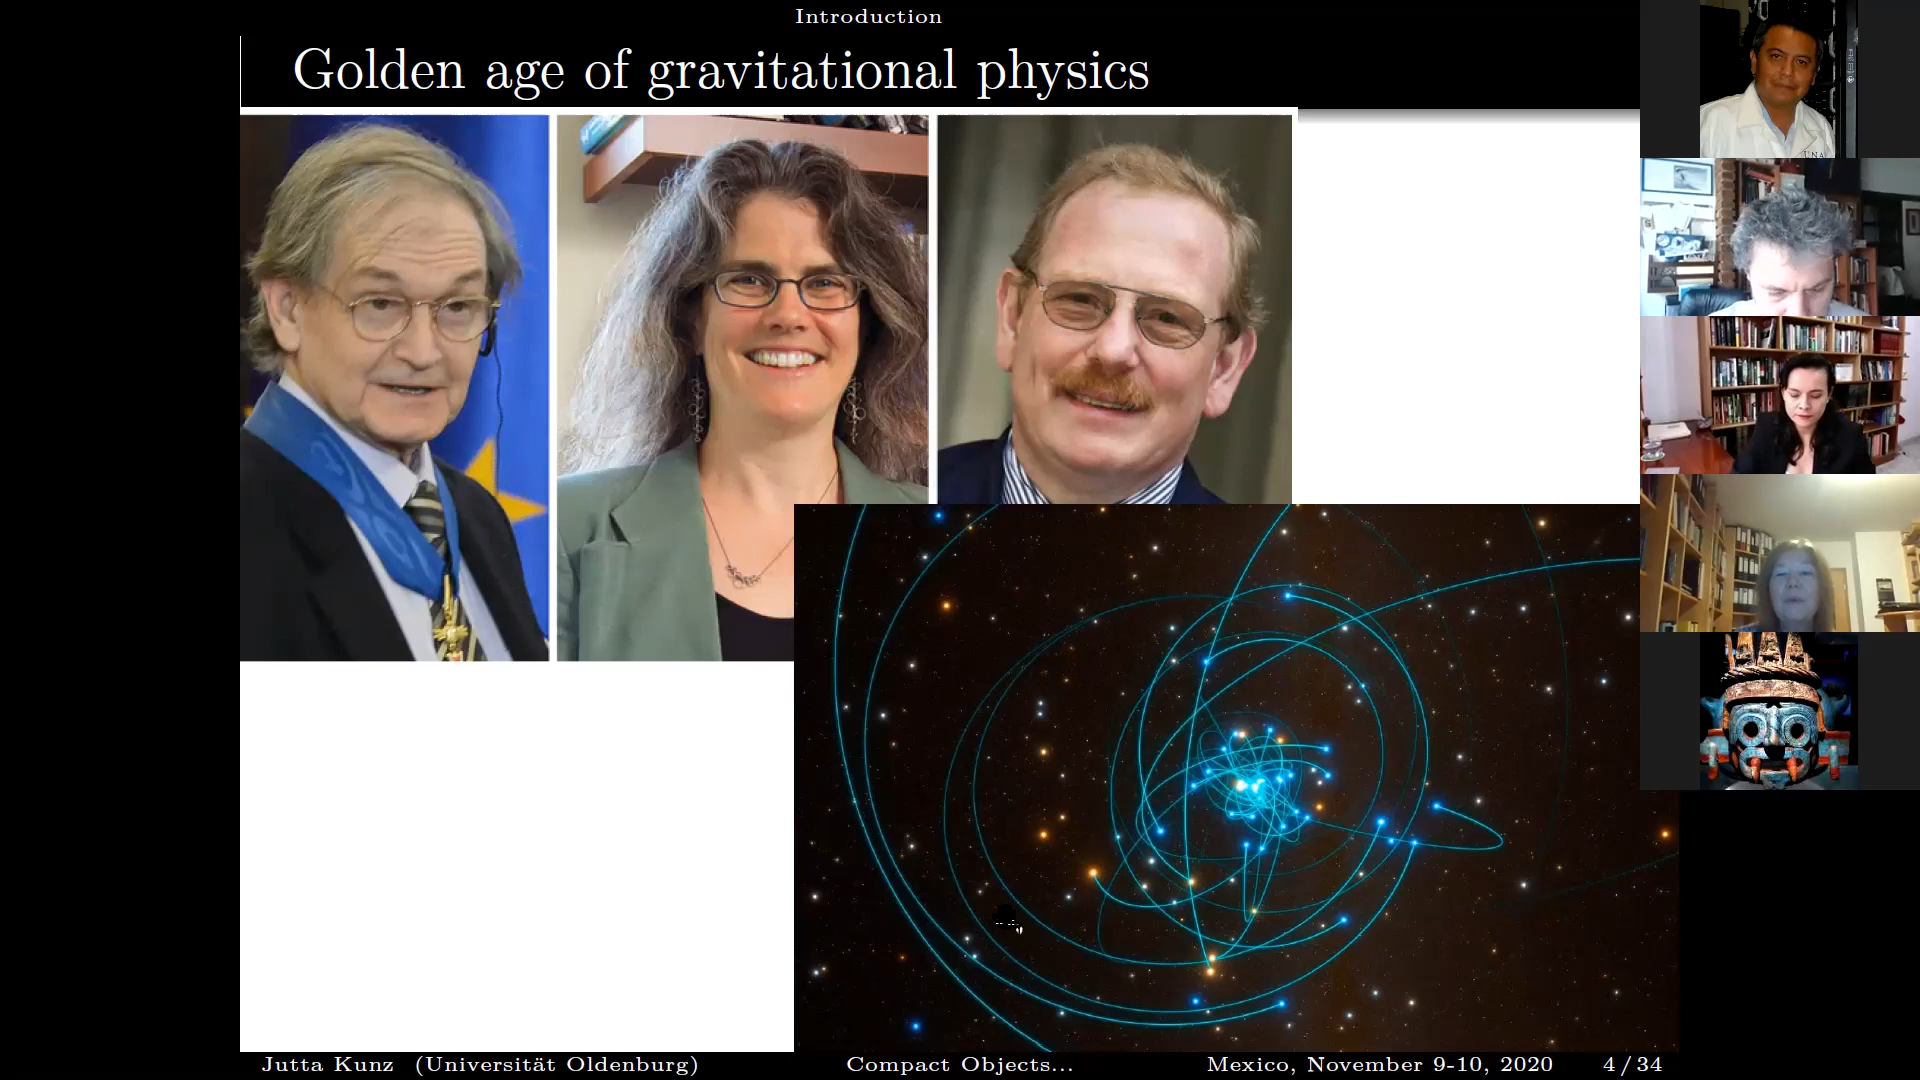 Introduction
Golden age of gravitational physics
UNA
Jutta Kunz (Universität Oldenburg)
Compact Objects...
Mexico, November 9-10, 2020
4 / 34